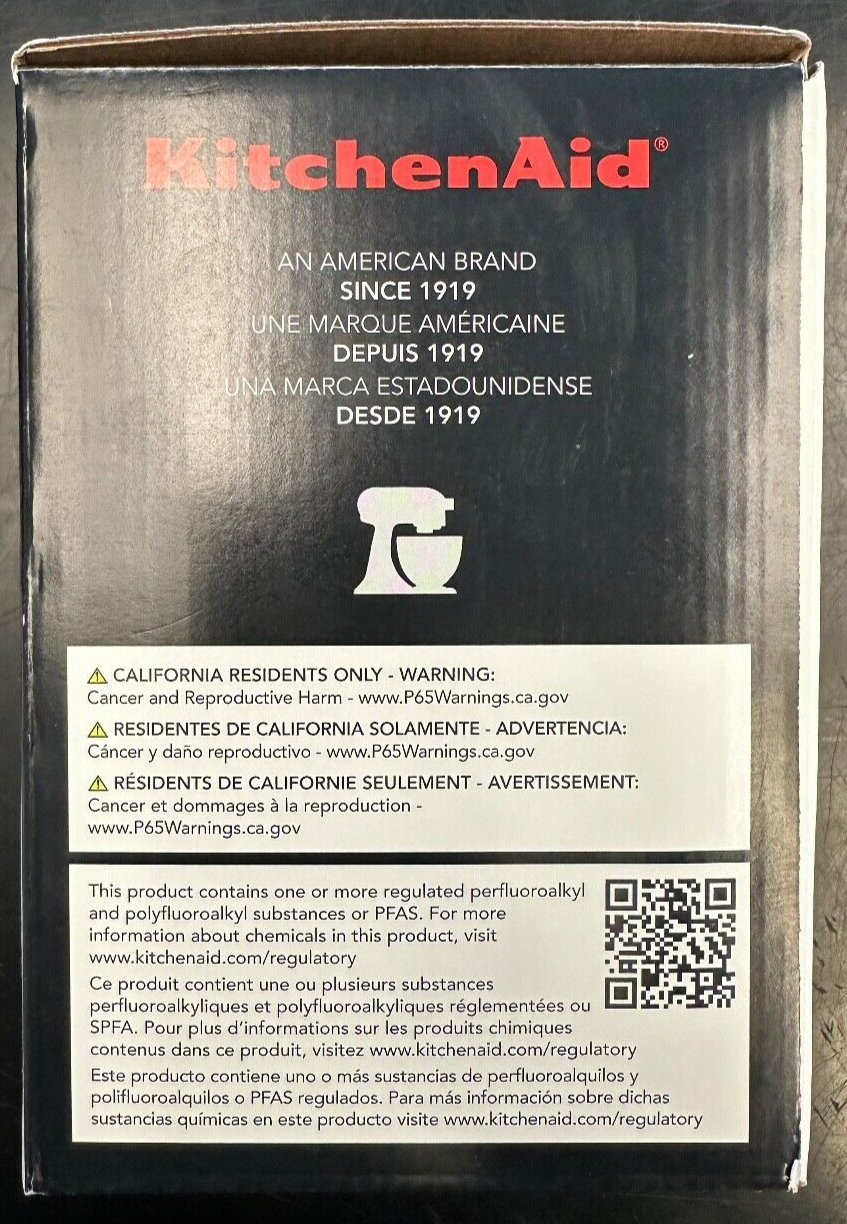 KitchenAid®
AN AMERICAN BRAND
SINCE 1919
UNE MARQUE AMÉRICAINE
DEPUIS 1919
UNA MARCA ESTADOUNIDENSE
DESDE 1919
⚠ CALIFORNIA RESIDENTS ONLY - WARNING:
Cancer and Reproductive Harm - www.P65Warnings.ca.gov
⚠ RESIDENTES DE CALIFORNIA SOLAMENTE - ADVERTENCIA:
Cáncer y daño reproductivo - www.P65Warnings.ca.gov
⚠ RÉSIDENTS DE CALIFORNIE SEULEMENT - AVERTISSEMENT:
Cancer et dommages à la reproduction -
www.P65Warnings.ca.gov
This product contains one or more regulated perfluoroalkyl
and polyfluoroalkyl substances or PFAS. For more
information about chemicals in this product, visit
www.kitchenaid.com/regulatory
Ce produit contient une ou plusieurs substances
perfluoroalkyliques et polyfluoroalkyliques réglementées ou
SPFA. Pour plus d'informations sur les produits chimiques
contenus dans ce produit, visitez www.kitchenaid.com/regulatory
Este producto contiene uno o más sustancias de perfluoroalquilos y
polifluoroalquilos o PFAS regulados. Para más información sobre dichas
sustancias químicas en este producto visite www.kitchenaid.com/regulatory